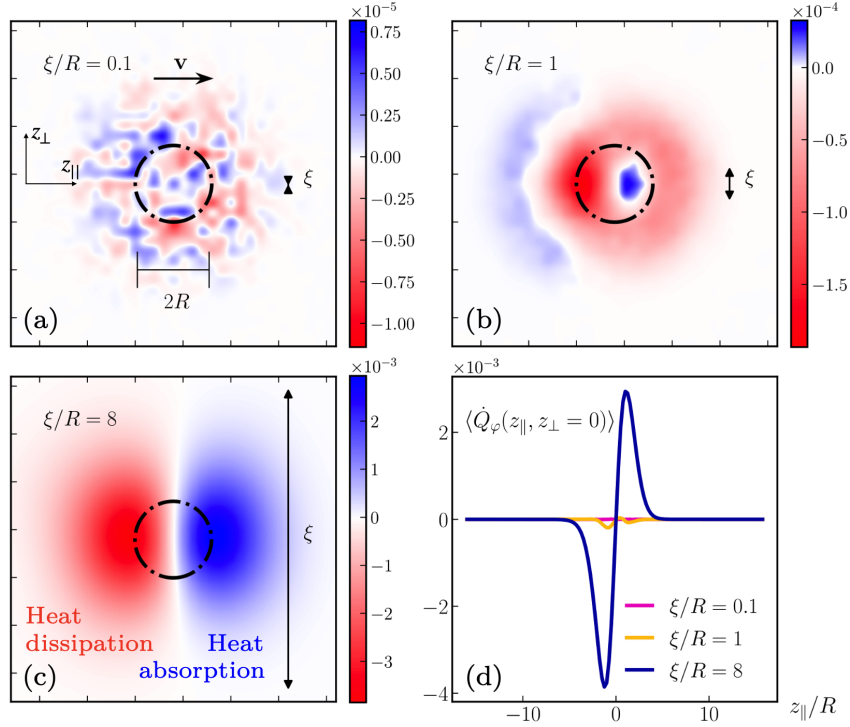 ×10⁻⁵
ξ/R = 0.1
v
z⊥
z||
ξ
2R
(a)
0.75
0.50
0.25
0.00
−0.25
−0.50
−0.75
−1.00
×10⁻⁴
ξ/R = 1
ξ
(b)
0.0
−0.5
−1.0
−1.5
×10⁻³
ξ/R = 8
ξ
Heat
dissipation
Heat
absorption
(c)
2
1
0
−1
−2
−3
×10⁻³
⟨Q̇φ(z||, z⊥ = 0)⟩
2
0
−2
−4
ξ/R = 0.1
ξ/R = 1
ξ/R = 8
(d)
−10
0
10
z||/R